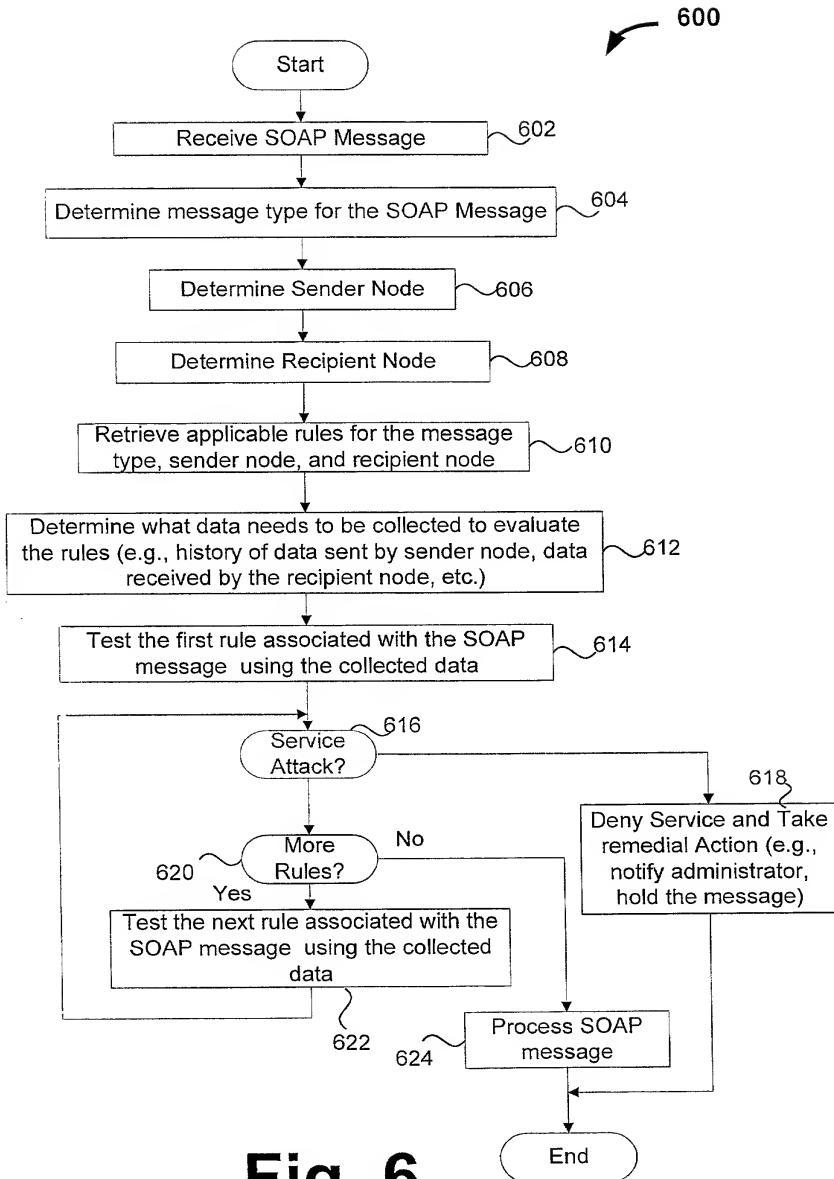 600
Start
Receive SOAP Message
602
Determine message type for the SOAP Message
604
Determine Sender Node
606
Determine Recipient Node
608
Retrieve applicable rules for the message
type, sender node, and recipient node
610
Determine what data needs to be collected to evaluate
the rules (e.g., history of data sent by sender node, data
received by the recipient node, etc.)
612
Test the first rule associated with the SOAP
message using the collected data
614
616
Service
Attack?
618
Deny Service and Take
remedial Action (e.g.,
notify administrator,
hold the message)
620
More
Rules?
No
Yes
Test the next rule associated with the
SOAP message using the collected
data
622
624
Process SOAP
message
End
Fig. 6